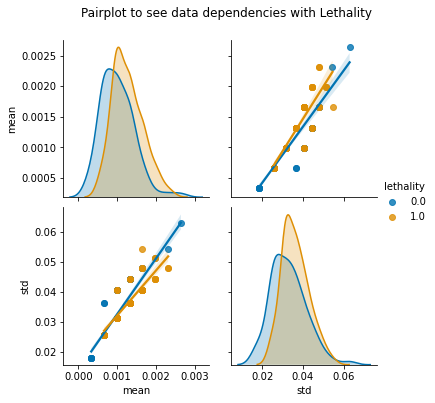 Pairplot to see data dependencies with Lethality
0.0025
0.0020
0.0015
0.0010
0.0005
mean
lethality
0.0
1.0
0.06
0.05
0.04
0.03
0.02
std
0.000 0.001 0.002 0.003
mean
0.02 0.04 0.06
std